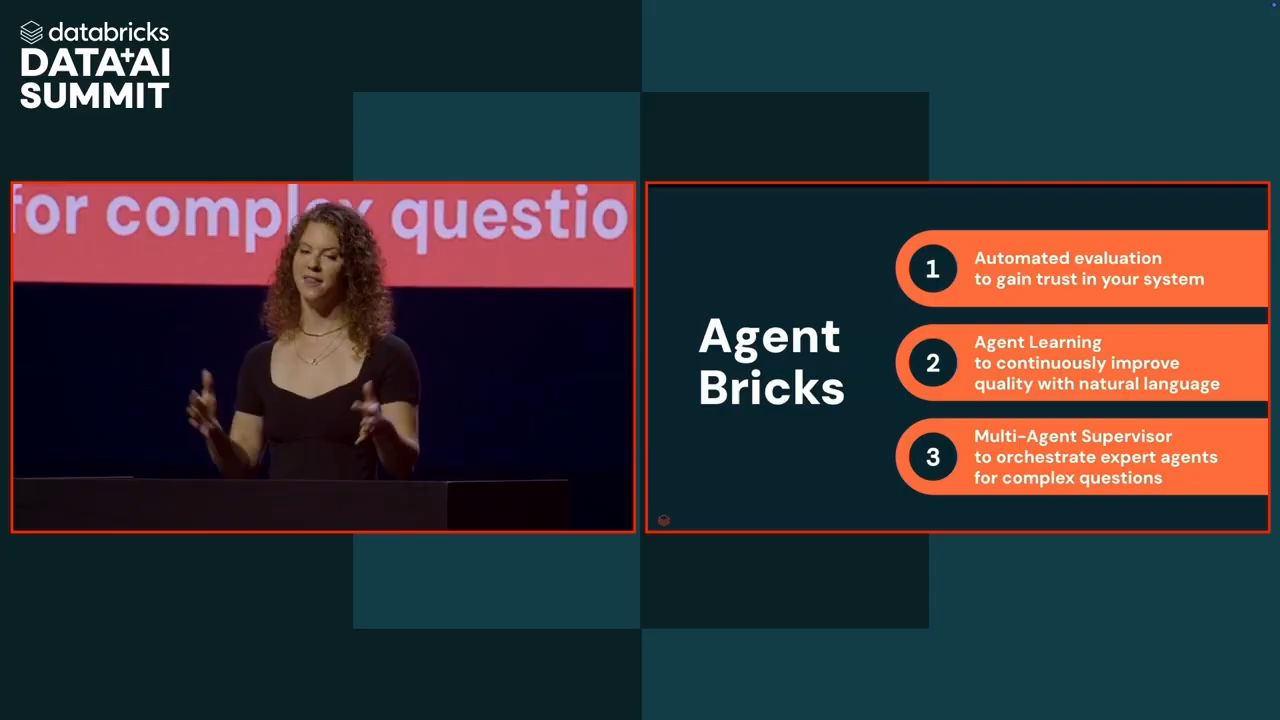 databricks
DATA+AI
SUMMIT
for complex questio
Agent
Bricks
1
Automated evaluation
to gain trust in your system
2
Agent Learning
to continuously improve
quality with natural language
3
Multi-Agent Supervisor
to orchestrate expert agents
for complex questions